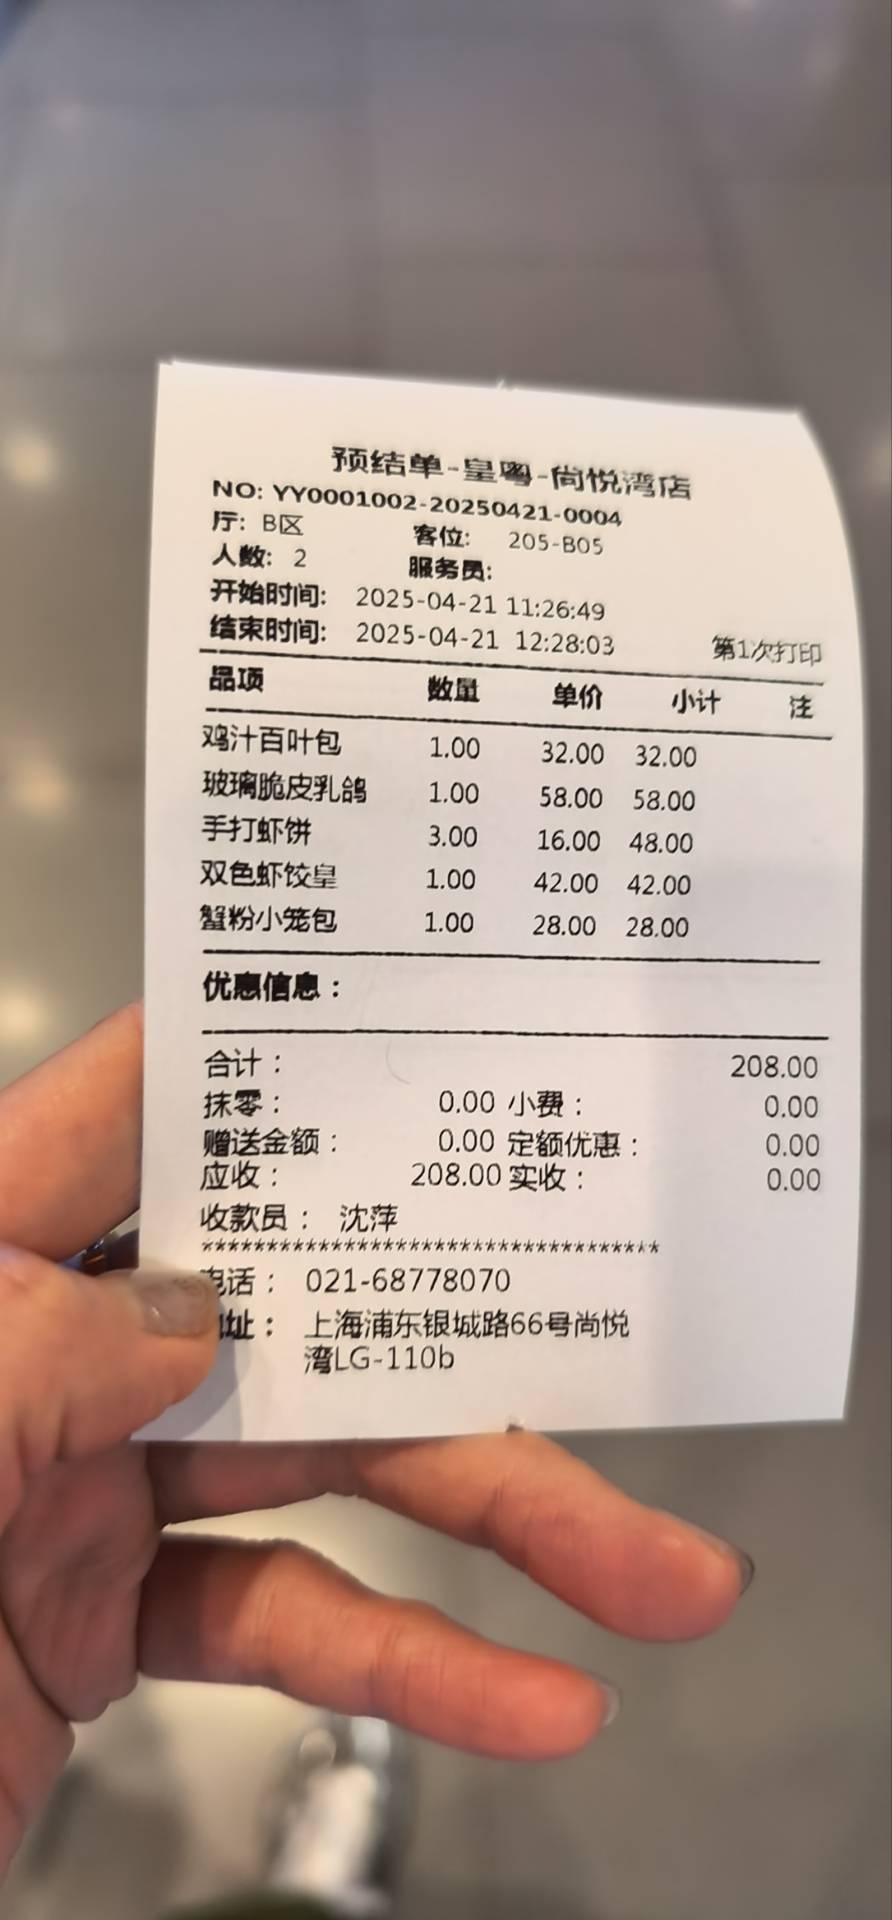 预结单-皇粤-尚悦湾店
NO: YY0001002-20250421-0004
厅: B区 客位: 205-B05
人数: 2 服务员:
开始时间: 2025-04-21 11:26:49
结束时间: 2025-04-21 12:28:03 第1次打印
品项 数量 单价 小计 注
鸡汁百叶包 1.00 32.00 32.00
玻璃脆皮乳鸽 1.00 58.00 58.00
手打虾饼 3.00 16.00 48.00
双色虾饺皇 1.00 42.00 42.00
蟹粉小笼包 1.00 28.00 28.00
优惠信息：
合计： 208.00
抹零： 0.00 小费： 0.00
赠送金额： 0.00 定额优惠： 0.00
应收： 208.00 实收： 0.00
收款员： 沈萍
***********************************
电话： 021-68778070
地址： 上海浦东银城路66号尚悦
湾LG-110b